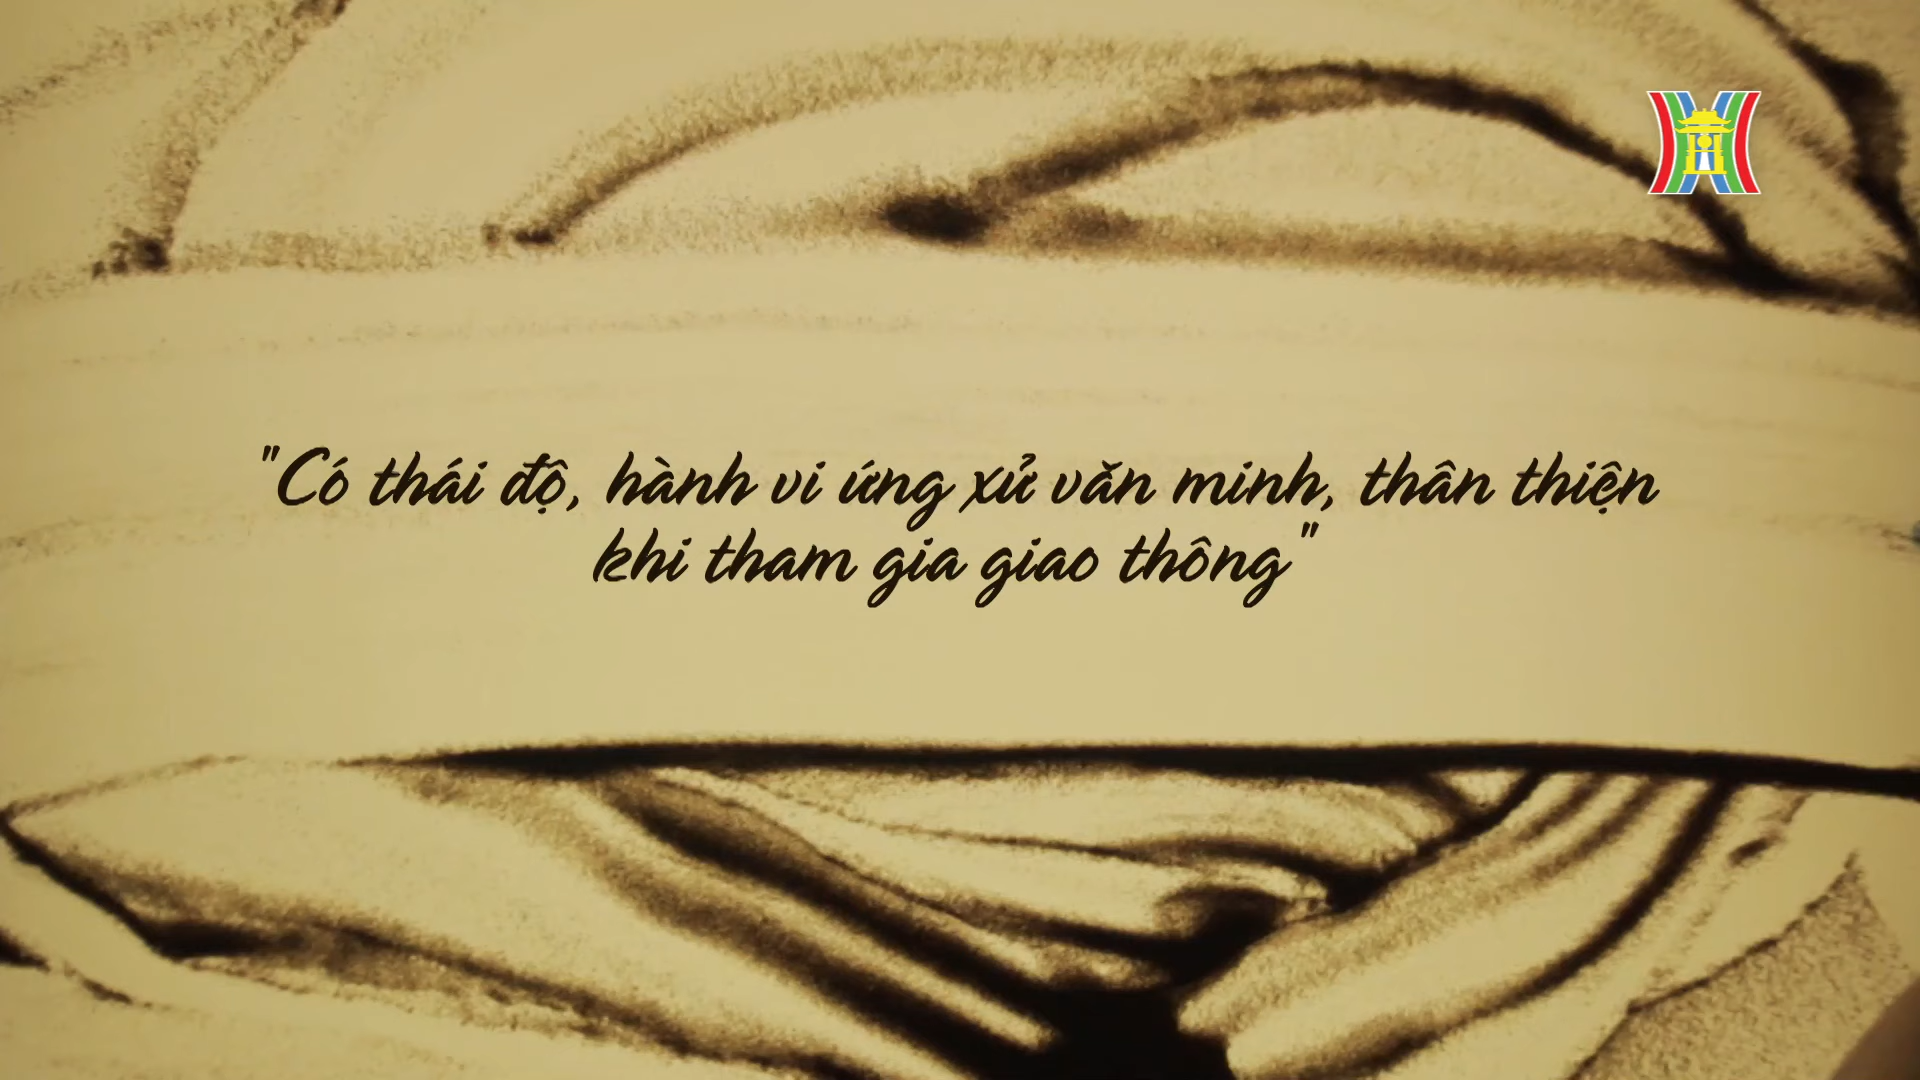 "Có thái độ, hành vi ứng xử văn minh, thân thiện
khi tham gia giao thông"